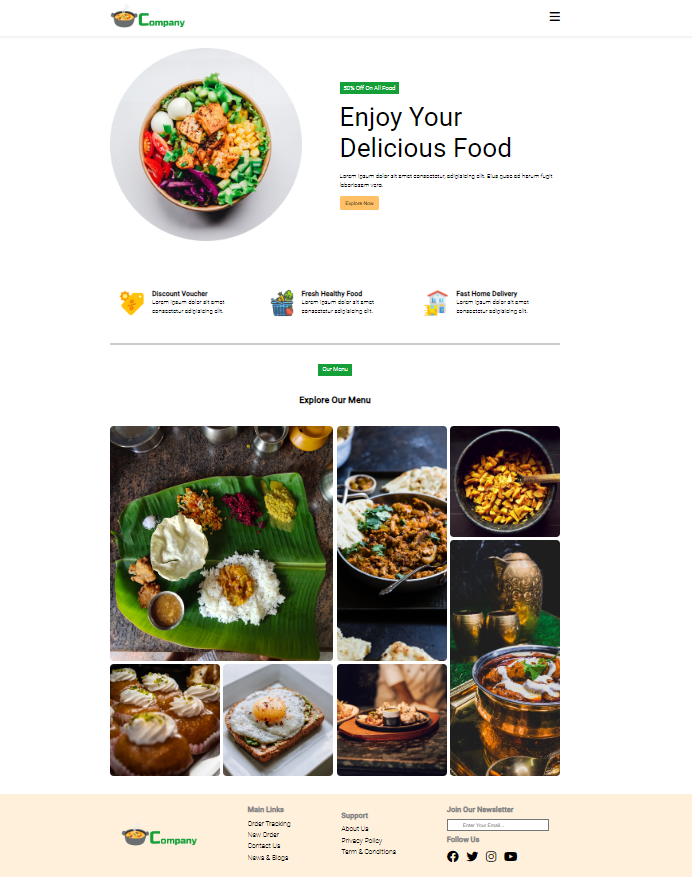 Company
50% Off On All Food
Enjoy Your
Delicious Food
Lorem ipsum dolor sit amet consectetur, adipisicing elit. Eius quae ad harum fugit
laboriosam vero.
Explore Now
Discount Voucher
Lorem ipsum dolor sit amet
consectetur adipisicing elit.
Fresh Healthy Food
Lorem ipsum dolor sit amet
consectetur adipisicing elit.
Fast Home Delivery
Lorem ipsum dolor sit amet
consectetur adipisicing elit.
Our Menu
Explore Our Menu
Company
Main Links
Order Tracking
New Order
Contact Us
News & Blogs
Support
About Us
Privacy Policy
Term & Conditions
Join Our Newsletter
Enter Your Email...
Follow Us